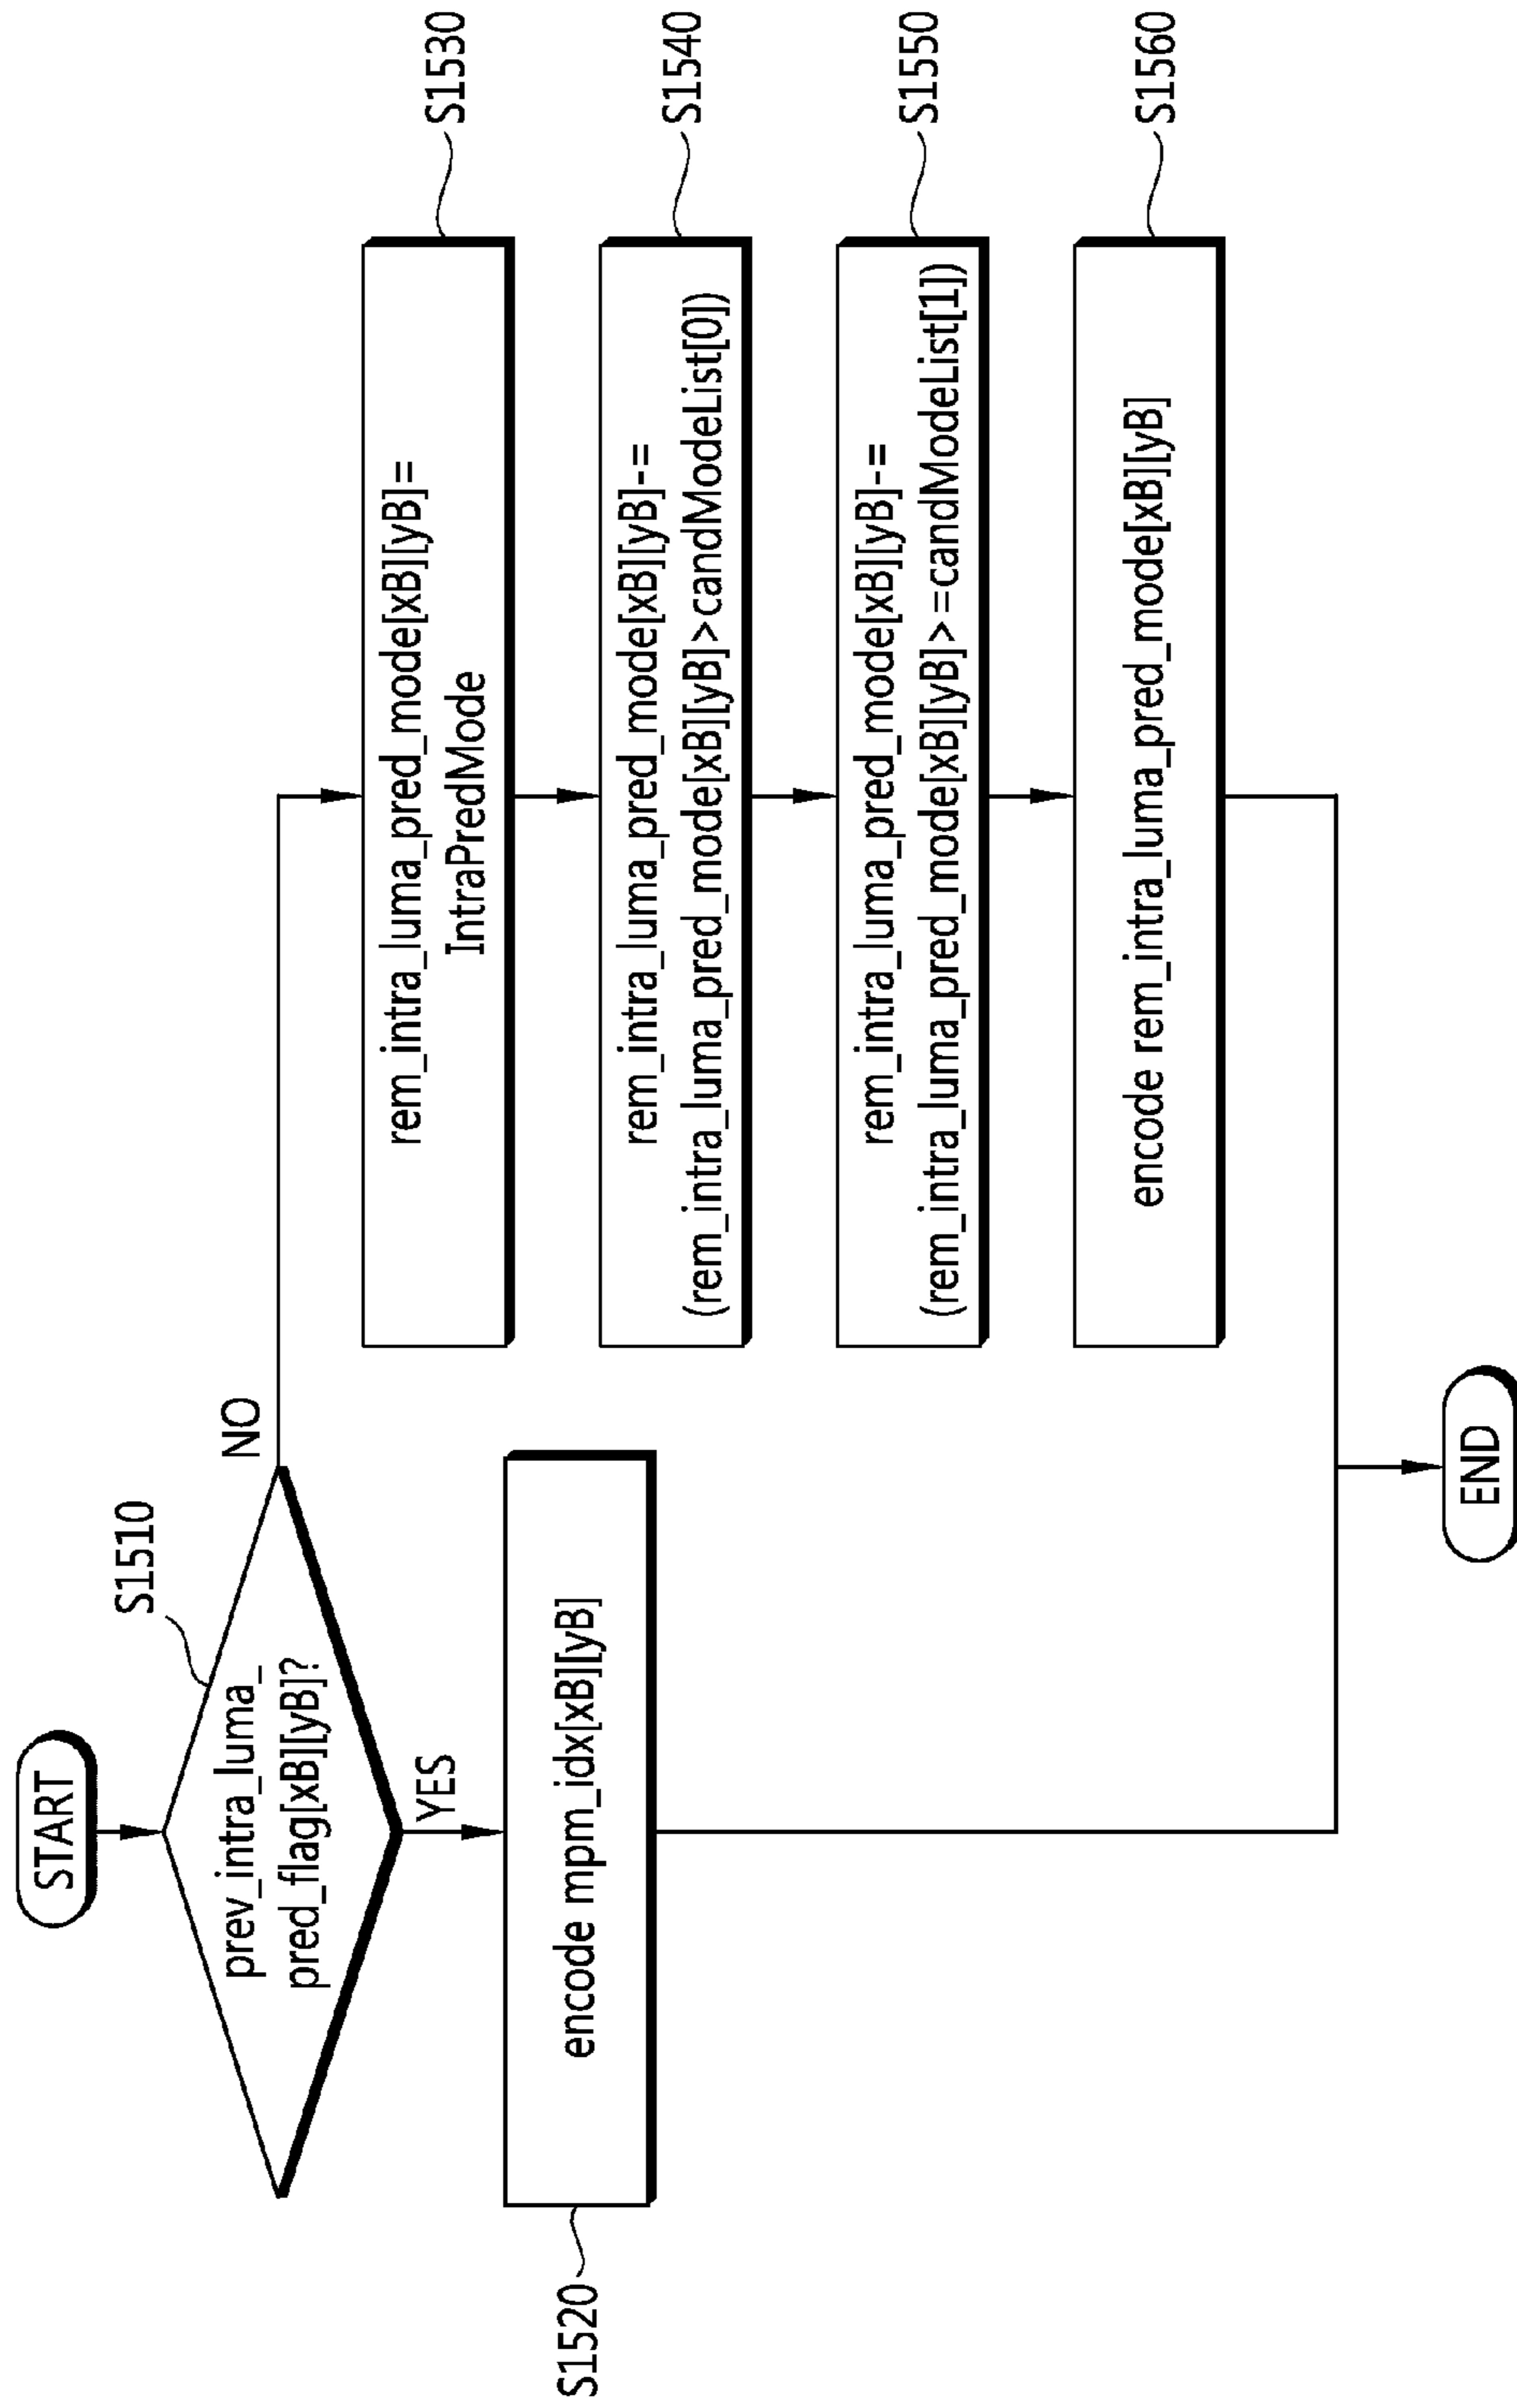 START
S1510
prev_intra_luma_
pred_flag[xB][yB]?
NO
YES
S1520
encode mpm_idx[xB][yB]
rem_intra_luma_pred_mode[xB][yB]=
IntraPredMode
S1530
rem_intra_luma_pred_mode[xB][yB]-=
(rem_intra_luma_pred_mode[xB][yB]>candModeList[0])
S1540
rem_intra_luma_pred_mode[xB][yB]-=
(rem_intra_luma_pred_mode[xB][yB]>=candModeList[1])
S1550
encode rem_intra_luma_pred_mode[xB][yB]
S1560
END